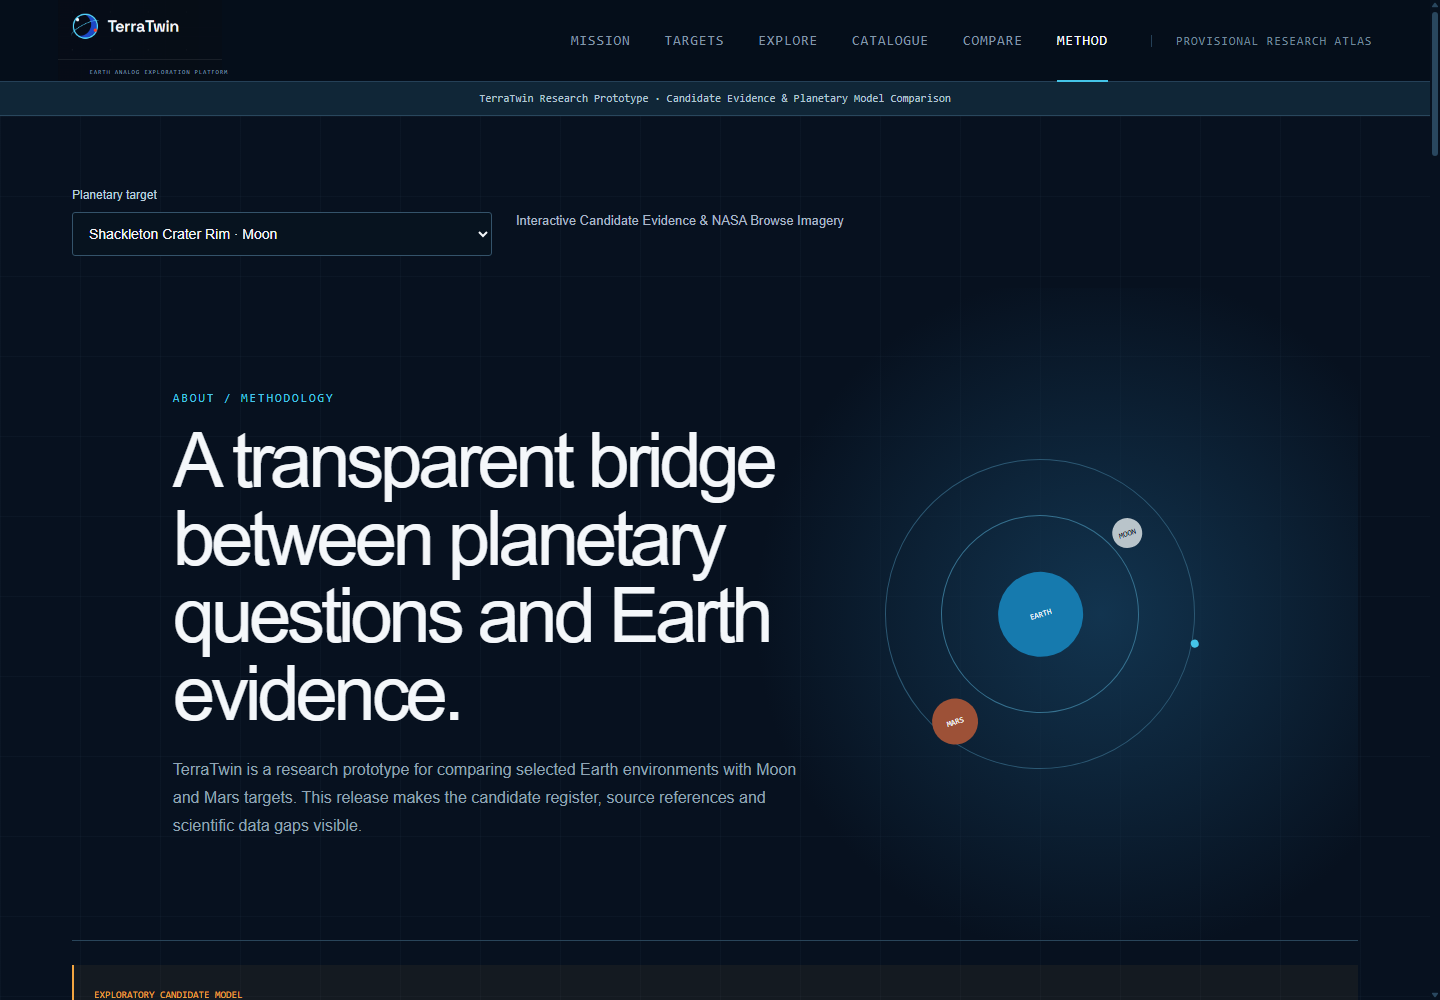 TerraTwin
EARTH ANALOG EXPLORATION PLATFORM
MISSION TARGETS EXPLORE CATALOGUE COMPARE METHOD PROVISIONAL RESEARCH ATLAS
TerraTwin Research Prototype · Candidate Evidence & Planetary Model Comparison
Planetary target
Shackleton Crater Rim · Moon
Interactive Candidate Evidence & NASA Browse Imagery
ABOUT / METHODOLOGY
A transparent bridge
between planetary
questions and Earth
evidence.
TerraTwin is a research prototype for comparing selected Earth environments with Moon
and Mars targets. This release makes the candidate register, source references and
scientific data gaps visible.
MOON
EARTH
MARS
EXPLORATORY CANDIDATE MODEL